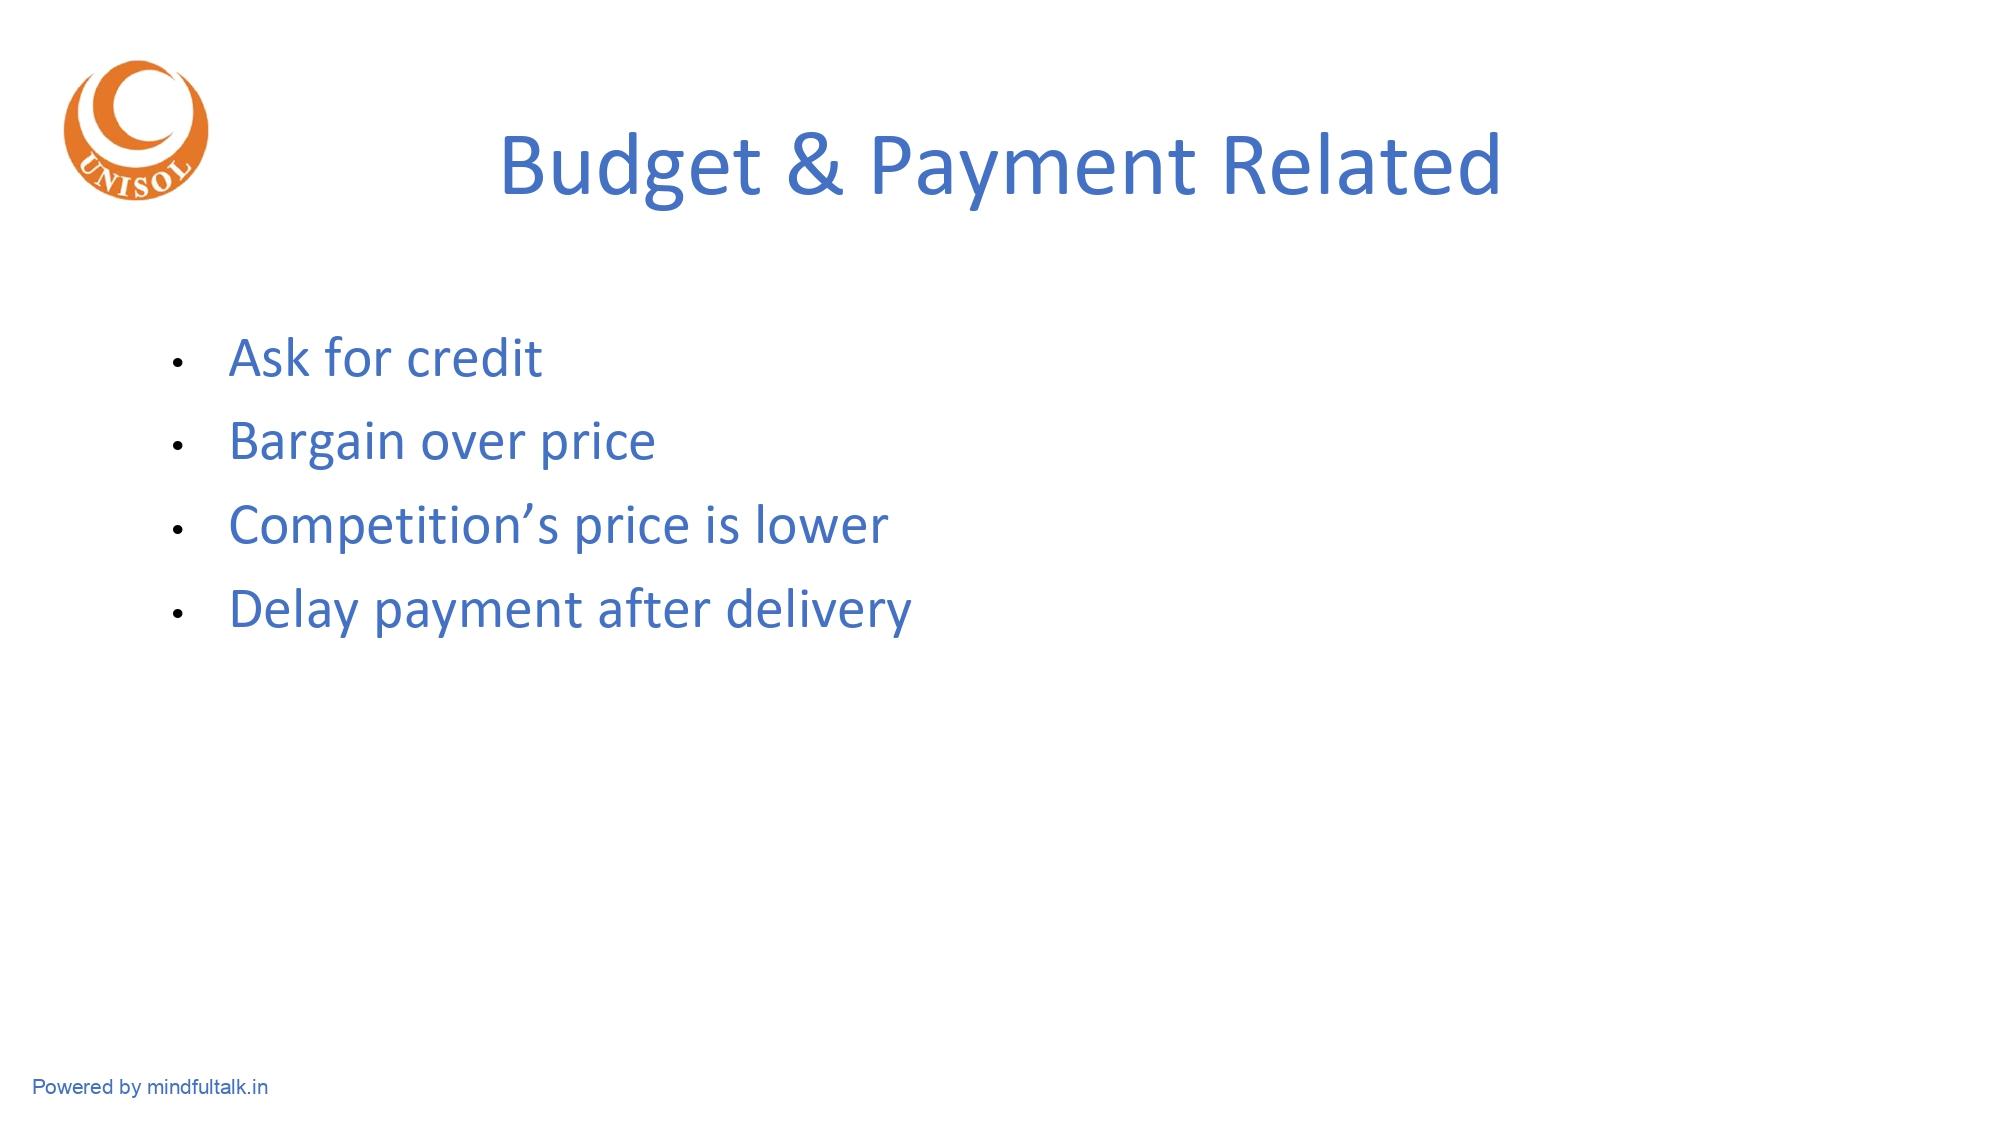 UNISOL
Budget & Payment Related
• Ask for credit
• Bargain over price
• Competition’s price is lower
• Delay payment after delivery
Powered by mindfultalk.in